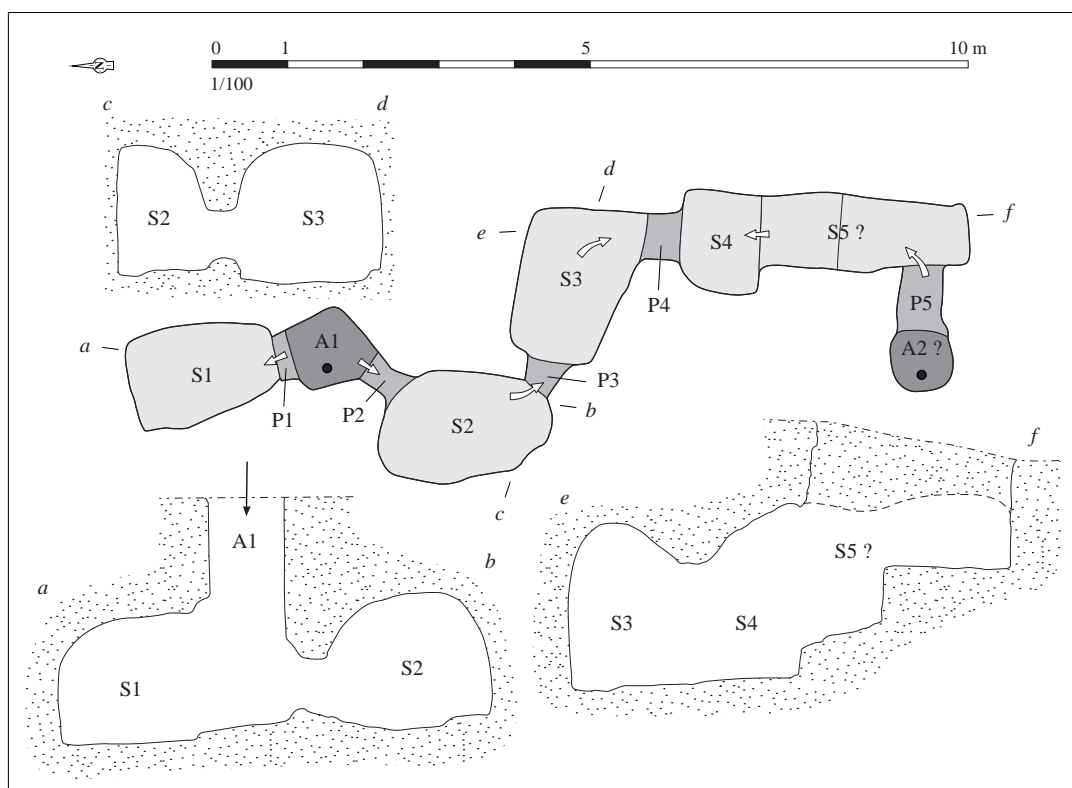 0 1 5 10 m
N
1/100
c d
S2 S3
d
e f
S4 S5 ?
S3
P4 P5
a A1 A2 ?
S1
P3
P1 P2 b
S2
c
e f
A1
S5 ?
a b
S3 S4
S1 S2